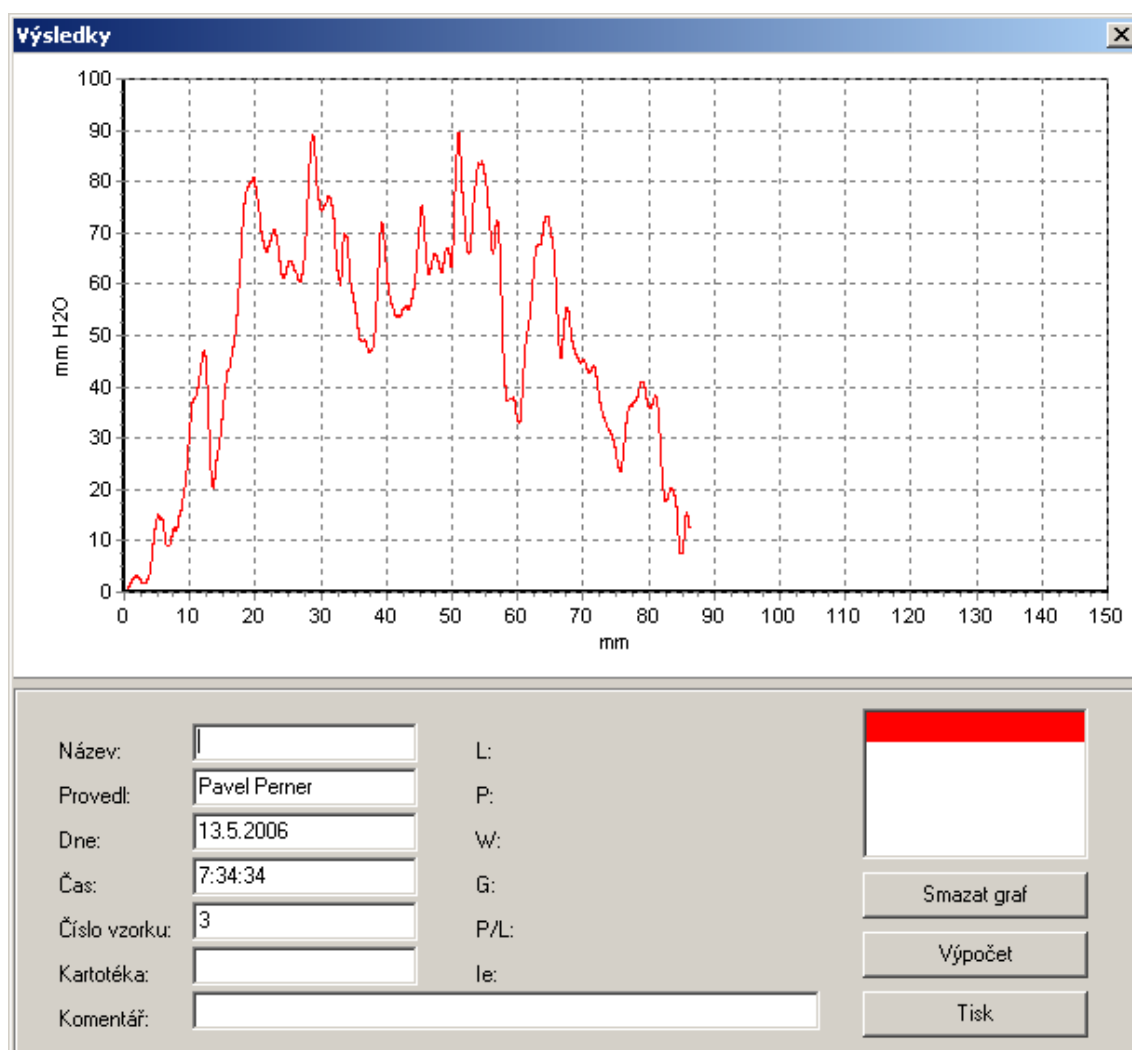 Výsledky
100
90
80
70
60
50
40
30
20
10
0
mm H2O
0 10 20 30 40 50 60 70 80 90 100 110 120 130 140 150
mm
Název:
Provedl: Pavel Perner
Dne: 13.5.2006
Čas: 7:34:34
Číslo vzorku: 3
Kartotéka:
Komentář:
L:
P:
W:
G:
P/L:
Ie:
Smazat graf
Výpočet
Tisk